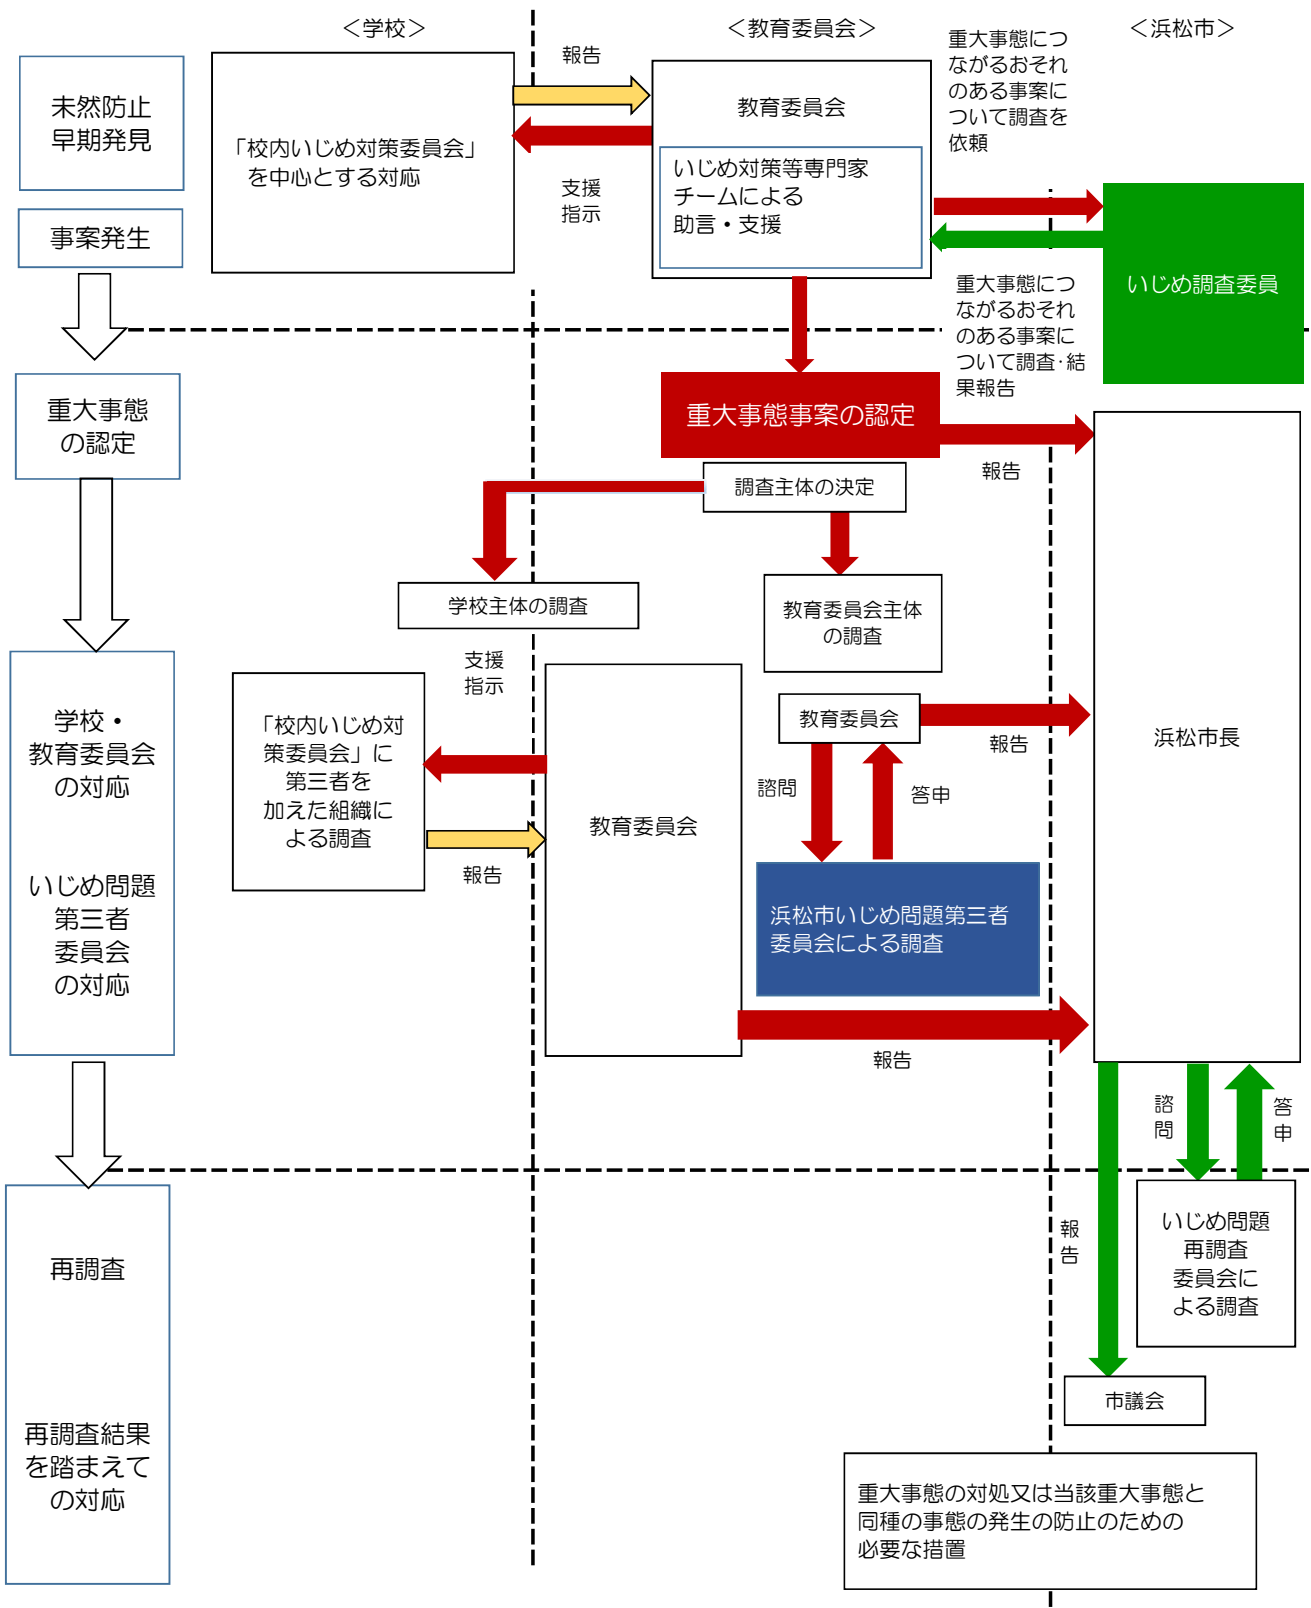 ＜学校＞
＜教育委員会＞
＜浜松市＞
未然防止
早期発見
事案発生
「校内いじめ対策委員会」
を中心とする対応
報告
支援
指示
教育委員会
いじめ対策等専門家
チームによる
助言・支援
重大事態につ
ながるおそれ
のある事案に
ついて調査を
依頼
いじめ調査委員
重大事態につ
ながるおそれ
のある事案に
ついて調査･結
果報告
重大事態
の認定
重大事態事案の認定
報告
調査主体の決定
学校主体の調査
教育委員会主体
の調査
学校・
教育委員会
の対応
いじめ問題
第三者
委員会
の対応
支援
指示
「校内いじめ対
策委員会」に
第三者を
加えた組織に
よる調査
報告
教育委員会
教育委員会
報告
諮問
答申
浜松市いじめ問題第三者
委員会による調査
報告
浜松市長
諮
問
答
申
再調査
再調査結果
を踏まえて
の対応
報
告
いじめ問題
再調査
委員会に
よる調査
市議会
重大事態の対処又は当該重大事態と
同種の事態の発生の防止のための
必要な措置